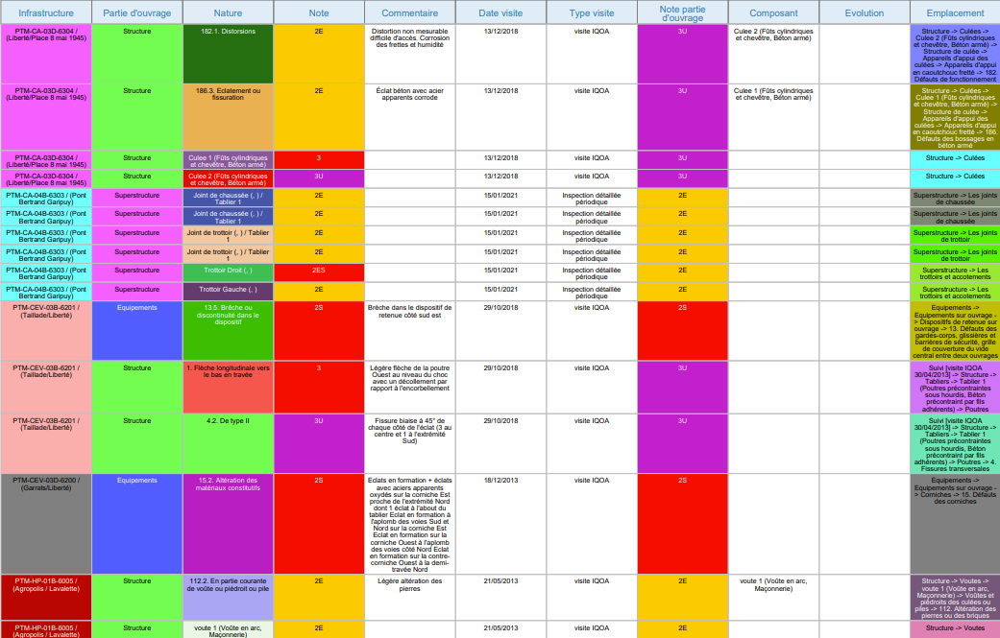 Infrastructure Partie d'ouvrage Nature Note Commentaire Date visite Type visite Note partie d'ouvrage Composant Evolution Emplacement
PTM-CA-03D-6304 / (Liberté/Place 8 mai 1945) Structure 182.1. Distorsions 2E Distortion non mesurable difficile d'accès. Corrosion des frettes et humidité 13/12/2018 visite IQOA 3U Culee 2 (Fûts cylindriques et chevêtre, Béton armé) Structure -> Culées -> Culee 2 (Fûts cylindriques et chevêtre, Béton armé) -> Structure de culée -> Appareils d'appui des culées -> Appareils d'appui en caoutchouc fretté -> 182. Défauts de fonctionnement
PTM-CA-03D-6304 / (Liberté/Place 8 mai 1945) Structure 186.3. Eclatement ou fissuration 2E Éclat béton avec acier apparents corrode 13/12/2018 visite IQOA 3U Culee 1 (Fûts cylindriques et chevêtre, Béton armé) Structure -> Culées -> Culee 1 (Fûts cylindriques et chevêtre, Béton armé) -> Structure de culée -> Appareils d'appui des culées -> Appareils d'appui en caoutchouc fretté -> 186. Défauts des bossages en béton armé
PTM-CA-03D-6304 / (Liberté/Place 8 mai 1945) Structure Culee 1 (Fûts cylindriques et chevêtre, Béton armé) 3 13/12/2018 visite IQOA 3U Structure -> Culées
PTM-CA-03D-6304 / (Liberté/Place 8 mai 1945) Structure Culee 2 (Fûts cylindriques et chevêtre, Béton armé) 3U 13/12/2018 visite IQOA 3U Structure -> Culées
PTM-CA-04B-6303 / (Pont Bertrand Garipuy) Superstructure Joint de chaussée (, ) / Tablier 1 2E 15/01/2021 Inspection détaillée périodique 2E Superstructure -> Les joints de chaussée
PTM-CA-04B-6303 / (Pont Bertrand Garipuy) Superstructure Joint de chaussée (, ) / Tablier 1 2E 15/01/2021 Inspection détaillée périodique 2E Superstructure -> Les joints de chaussée
PTM-CA-04B-6303 / (Pont Bertrand Garipuy) Superstructure Joint de trottoir (, ) / Tablier 1 2E 15/01/2021 Inspection détaillée périodique 2E Superstructure -> Les joints de trottoir
PTM-CA-04B-6303 / (Pont Bertrand Garipuy) Superstructure Joint de trottoir (, ) / Tablier 1 2E 15/01/2021 Inspection détaillée périodique 2E Superstructure -> Les joints de trottoir
PTM-CA-04B-6303 / (Pont Bertrand Garipuy) Superstructure Trottoir Droit (, ) 2ES 15/01/2021 Inspection détaillée périodique 2E Superstructure -> Les trottoirs et accotements
PTM-CA-04B-6303 / (Pont Bertrand Garipuy) Superstructure Trottoir Gauche (, ) 2E 15/01/2021 Inspection détaillée périodique 2E Superstructure -> Les trottoirs et accotements
PTM-CEV-03B-6201 / (Taillade/Liberté) Equipements 13.5. Brêche ou discontinuité dans le dispositif 2S Brêche dans le dispositif de retenue côté sud est 29/10/2018 visite IQOA 2S Equipements -> Equipements sur ouvrage -> Dispositifs de retenue sur ouvrage -> 13. Défauts des gardes-corps, glissières et barrières de sécurité, grille de couverture du vide central entre deux ouvrages
PTM-CEV-03B-6201 / (Taillade/Liberté) Structure 1. Flèche longitudinale vers le bas en travée 3 Légère flèche de la poutre Ouest au niveau du choc avec un décollement par rapport à l'encorbellement 29/10/2018 visite IQOA 3U Suivi [visite IQOA 30/04/2013] -> Structure -> Tabliers -> Tablier 1 (Poutres précontraintes sous hourdis, Béton précontraint par fils adhérents) -> Poutres
PTM-CEV-03B-6201 / (Taillade/Liberté) Structure 4.2. De type II 3U Fissure biaise à 45° de chaque côté de l'éclat (3 au centre et 1 à l'extrémité Sud) 29/10/2018 visite IQOA 3U Suivi [visite IQOA 30/04/2013] -> Structure -> Tabliers -> Tablier 1 (Poutres précontraintes sous hourdis, Béton précontraint par fils adhérents) -> Poutres -> 4. Fissures transversales
PTM-CEV-03D-6200 / (Garrats/Liberté) Equipements 15.2. Altération des matériaux constitutifs 2S Eclats en formation + éclats avec aciers apparents oxydés sur la corniche Est proche de l'extrémité Nord dont 1 éclat à l'about du tablier Eclat en formation à l'aplomb des voies Sud et Nord sur la corniche Est Eclat en formation sur la corniche Ouest à l'aplomb des voies côté Nord Eclat en formation sur la contre-corniche Ouest à la demi-travée Nord 18/12/2013 visite IQOA 2S Equipements -> Equipements sur ouvrage -> Corniches -> 15. Défauts des corniches
PTM-HP-01B-6005 / (Agropolis / Lavalette) Structure 112.2. En partie courante de voûte ou piédroit ou pile 2E Légère altération des pierres 21/05/2013 visite IQOA 2E voute 1 (Voûte en arc, Maçonnerie) Structure -> Voutes -> voute 1 (Voûte en arc, Maçonnerie) -> Voûtes et piédroits des culées ou piles -> 112. Altération des pierres ou des briques
PTM-HP-01B-6005 / (Agropolis / Lavalette) Structure voute 1 (Voûte en arc, Maçonnerie) 2E 21/05/2013 visite IQOA 2E Structure -> Voutes